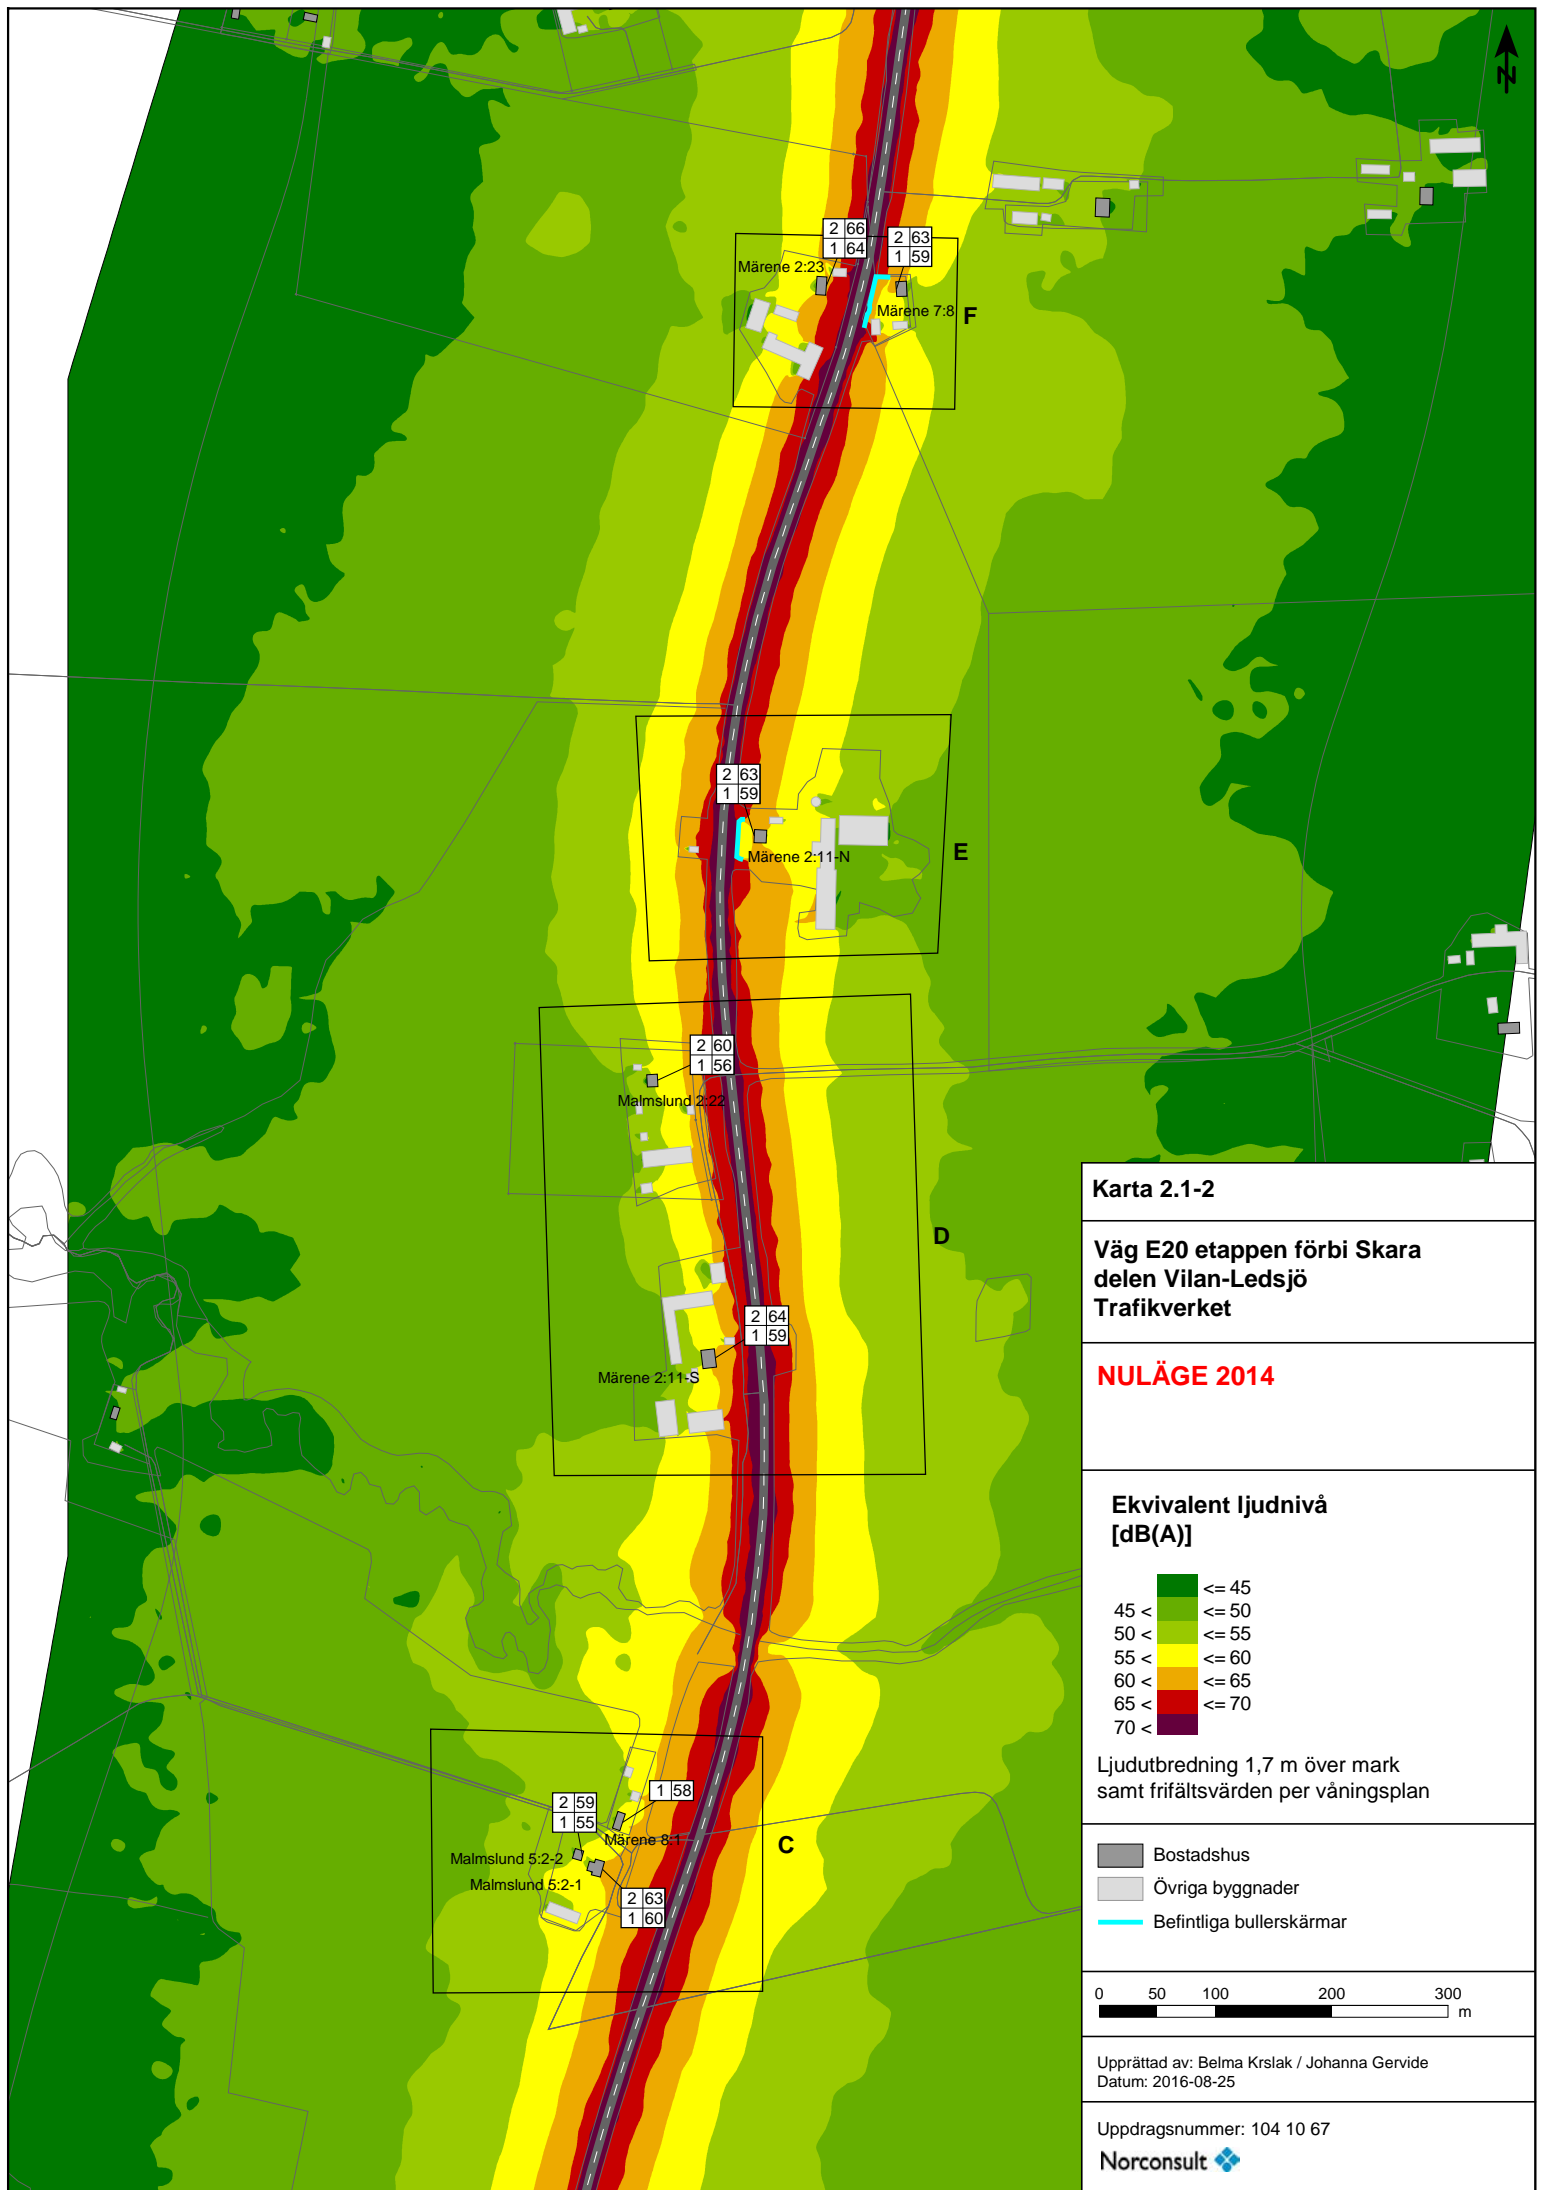 N
2 66
1 64
2 63
1 59
Märene 2:23
Märene 7:8
F
2 63
1 59
Märene 2:11-N
E
2 60
1 56
Malmslund 2:22
D
2 64
1 59
Märene 2:11-S
1 58
2 59
1 55
Märene 8:1
C
Malmslund 5:2-2
Malmslund 5:2-1
2 63
1 60
Karta 2.1-2
Väg E20 etappen förbi Skara
delen Vilan-Ledsjö
Trafikverket
NULÄGE 2014
Ekvivalent ljudnivå
[dB(A)]
<= 45
45 < <= 50
50 < <= 55
55 < <= 60
60 < <= 65
65 < <= 70
70 <
Ljudutbredning 1,7 m över mark
samt frifältsvärden per våningsplan
Bostadshus
Övriga byggnader
Befintliga bullerskärmar
0 50 100 200 300
m
Upprättad av: Belma Krslak / Johanna Gervide
Datum: 2016-08-25
Uppdragsnummer: 104 10 67
Norconsult